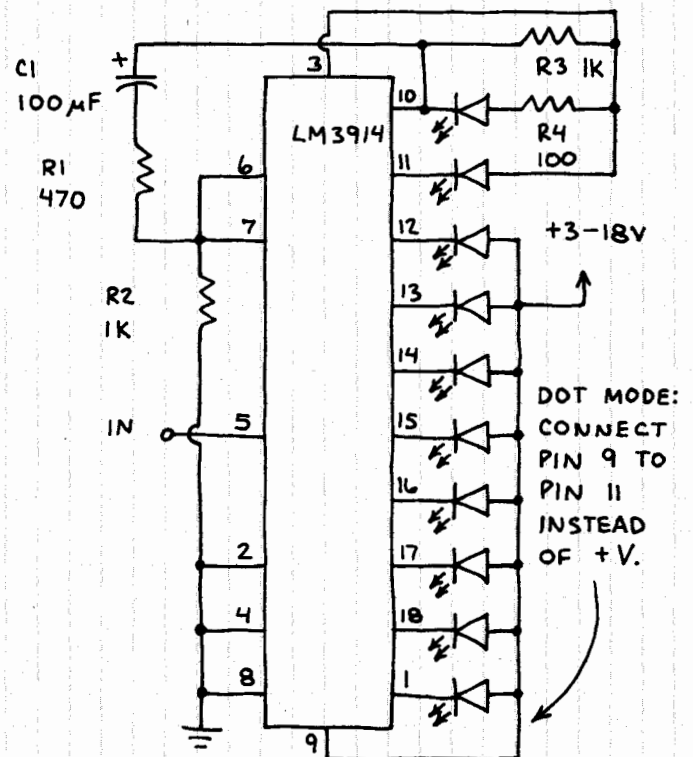 C1
+
100 µF
R1
470
R2
1K
IN
3
LM3914
6
7
5
2
4
8
9
10
11
12
13
14
15
16
17
18
1
R3 1K
R4
100
+3-18V
DOT MODE:
CONNECT
PIN 9 TO
PIN 11
INSTEAD
OF +V.